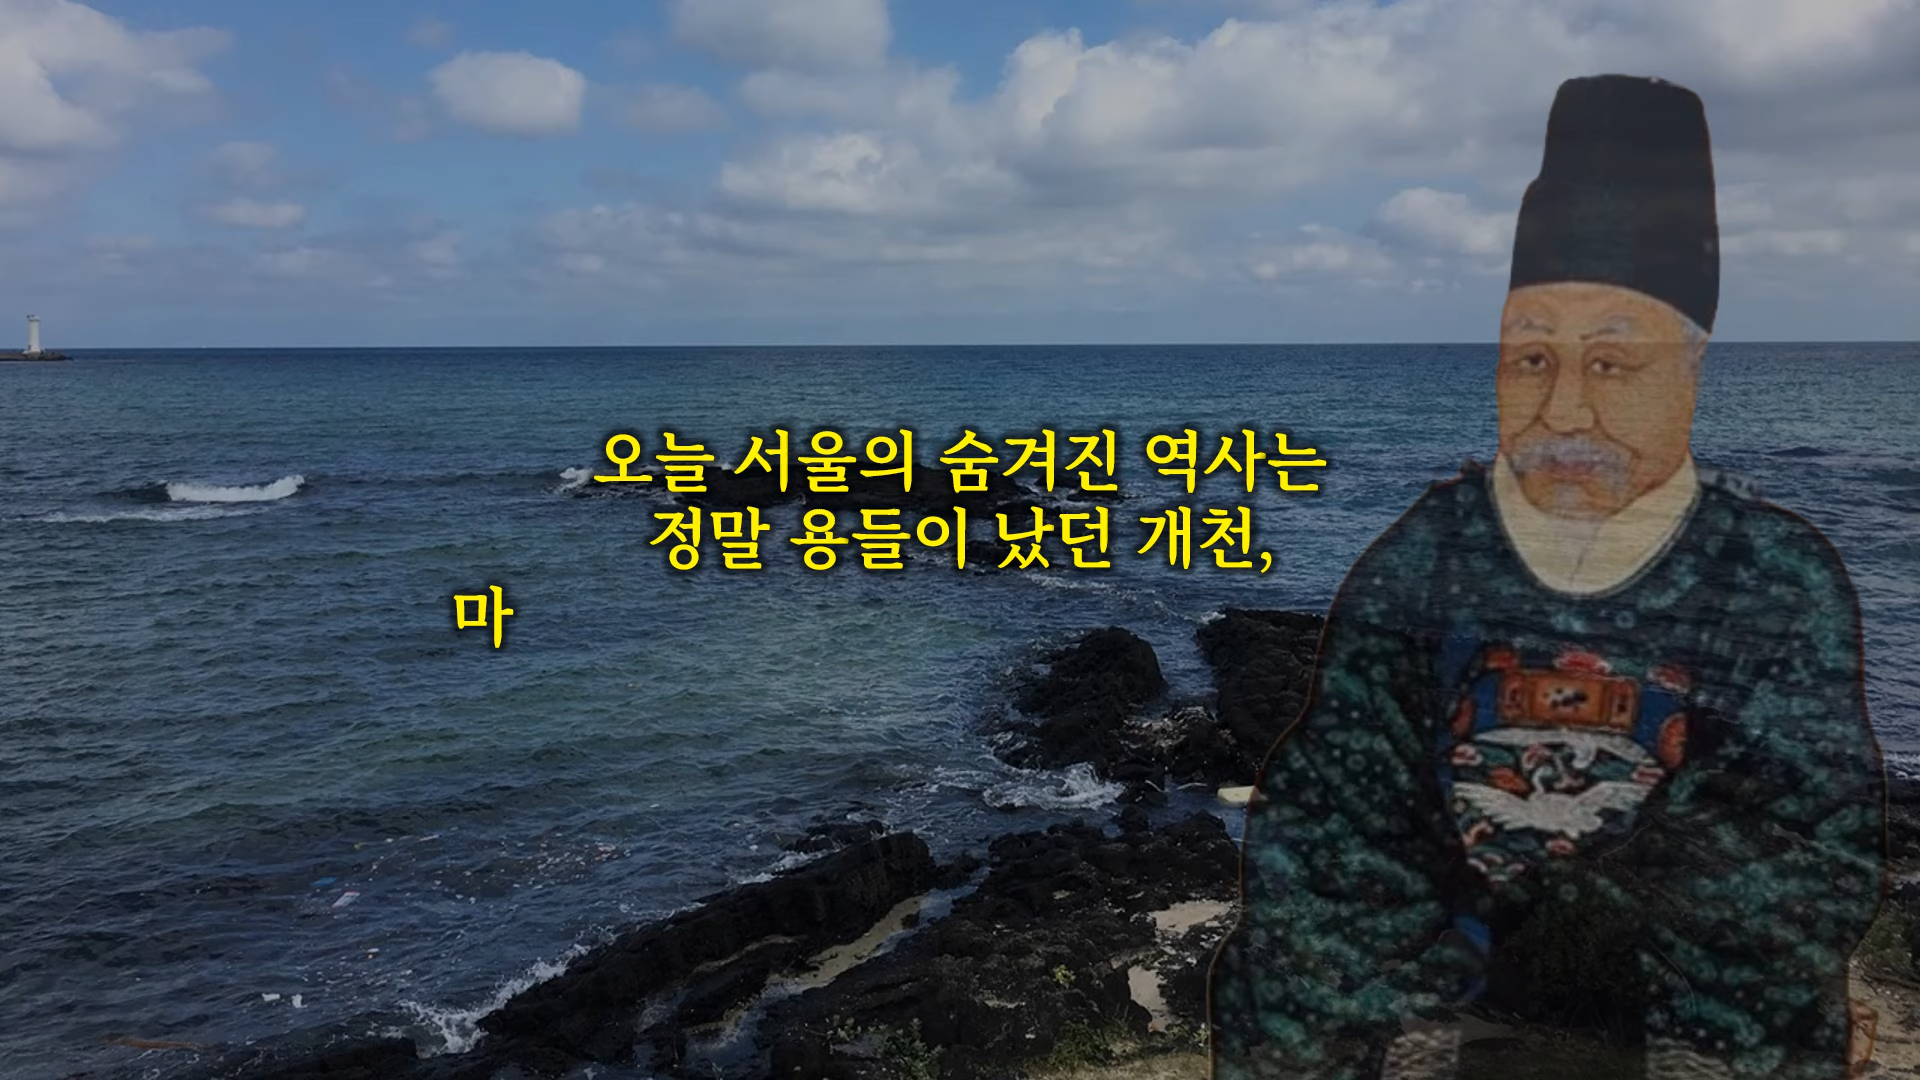 오늘 서울의 숨겨진 역사는
정말 용들이 났던 개천,
마